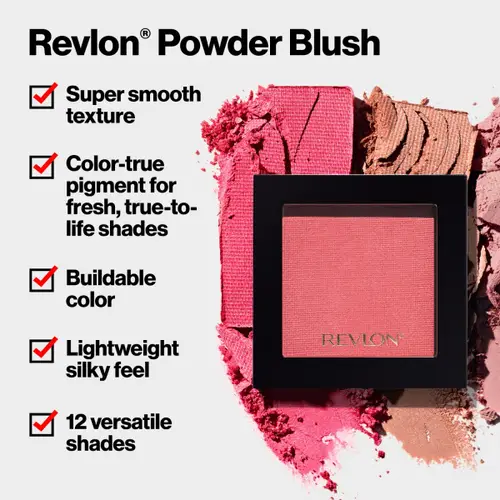 Revlon® Powder Blush
Super smooth
texture
Color-true
pigment for
fresh, true-to-
life shades
Buildable
color
Lightweight
silky feel
12 versatile
shades
REVLON